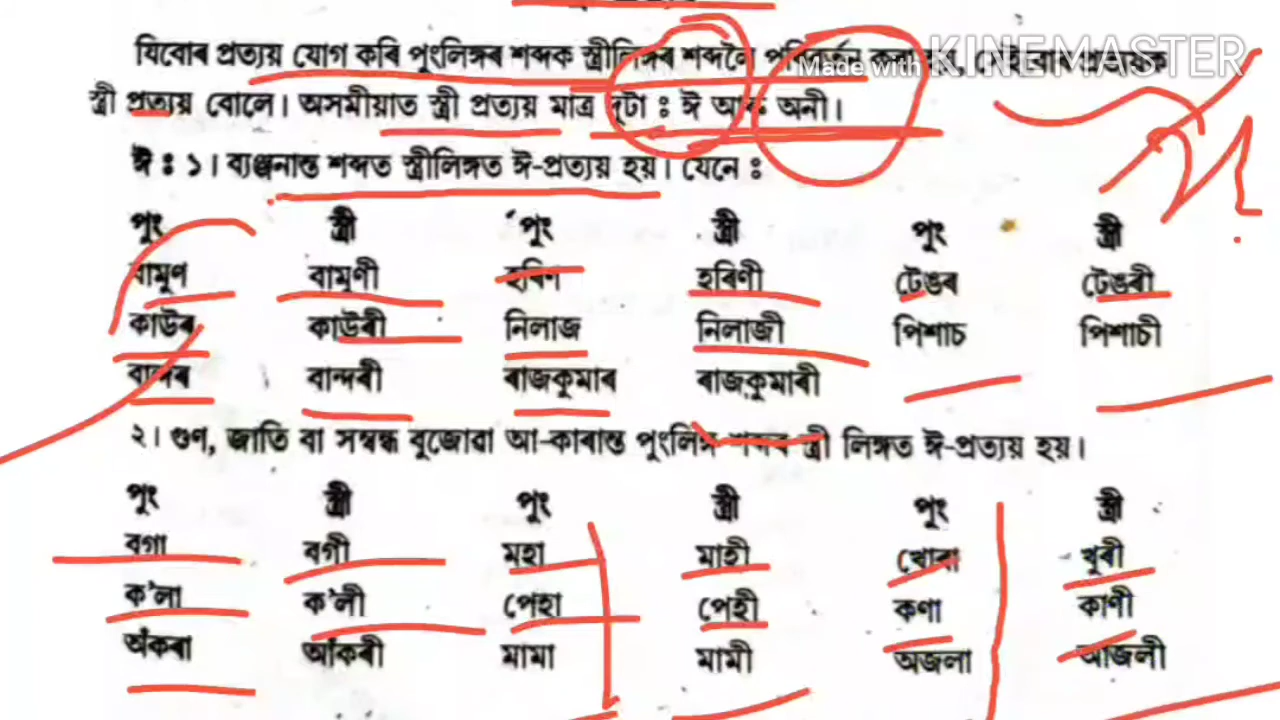 যিবোৰ প্ৰত্যয় যোগ কৰি পুংলিঙ্গৰ শব্দক স্ত্ৰীলিঙ্গৰ শব্দলৈ পৰিবৰ্তন কৰা হয়, সেইবোৰ প্ৰত্যয়ক
Made with KINEMASTER
স্ত্ৰী প্ৰত্যয় বোলে। অসমীয়াত স্ত্ৰী প্ৰত্যয় মাত্ৰ দুটা ঃ ঈ আৰু অনী।
ঈ ঃ ১। ব্যঞ্জনান্ত শব্দত স্ত্ৰীলিঙ্গত ঈ-প্ৰত্যয় হয়। যেনে ঃ
পুং স্ত্ৰী পুং স্ত্ৰী পুং স্ত্ৰী
বামুণ বামুণী হৰিণ হৰিণী টেঙৰ টেঙৰী
কাউৰ কাউৰী নিলাজ নিলাজী পিশাচ পিশাচী
বান্দৰ বান্দৰী ৰাজকুমাৰ ৰাজকুমাৰী
২। গুণ, জাতি বা সম্বন্ধ বুজোৱা আ-কাৰান্ত পুংলিঙ্গ শব্দৰ স্ত্ৰী লিঙ্গত ঈ-প্ৰত্যয় হয়।
পুং স্ত্ৰী পুং স্ত্ৰী পুং স্ত্ৰী
বগা বগী মহা মাহী খোৰা খুৰী
ক'লা ক'লী পেহা পেহী কণা কাণী
আঁকৰা আঁকৰী মামা মামী অজলা আজলী